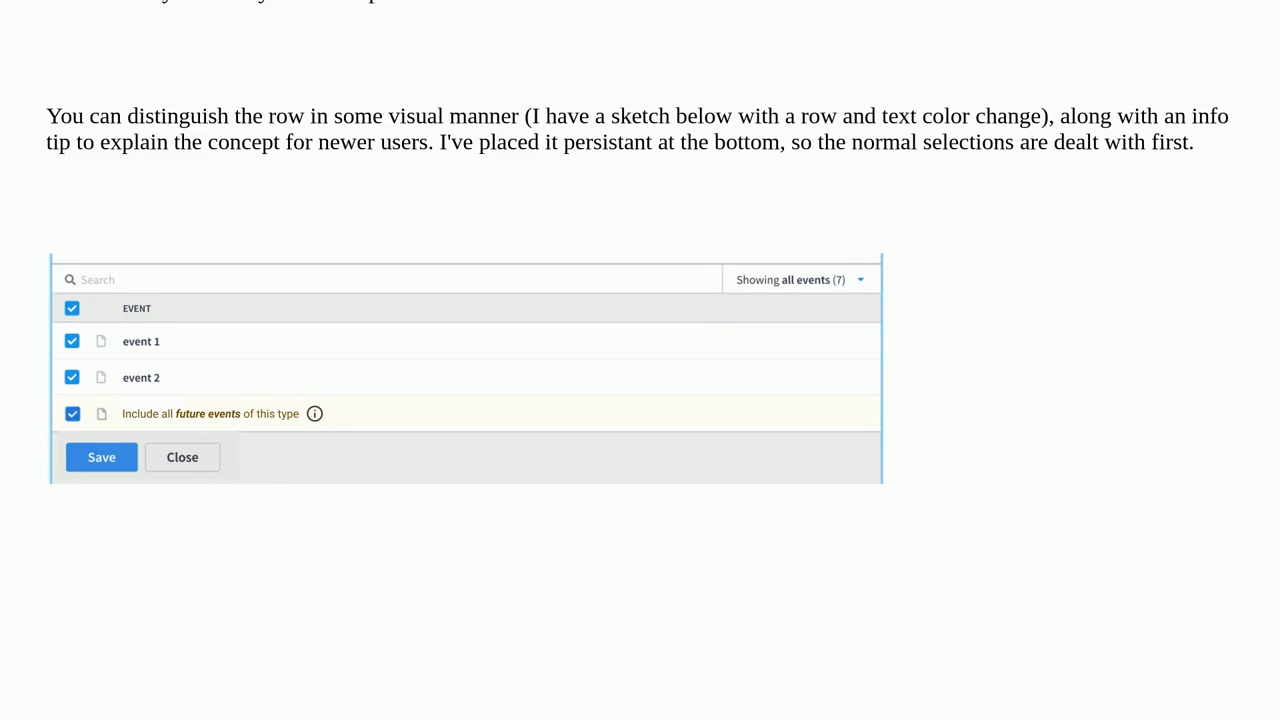 You can distinguish the row in some visual manner (I have a sketch below with a row and text color change), along with an info
tip to explain the concept for newer users. I've placed it persistant at the bottom, so the normal selections are dealt with first.
Search
Showing all events (7)
EVENT
event 1
event 2
Include all future events of this type
Save
Close